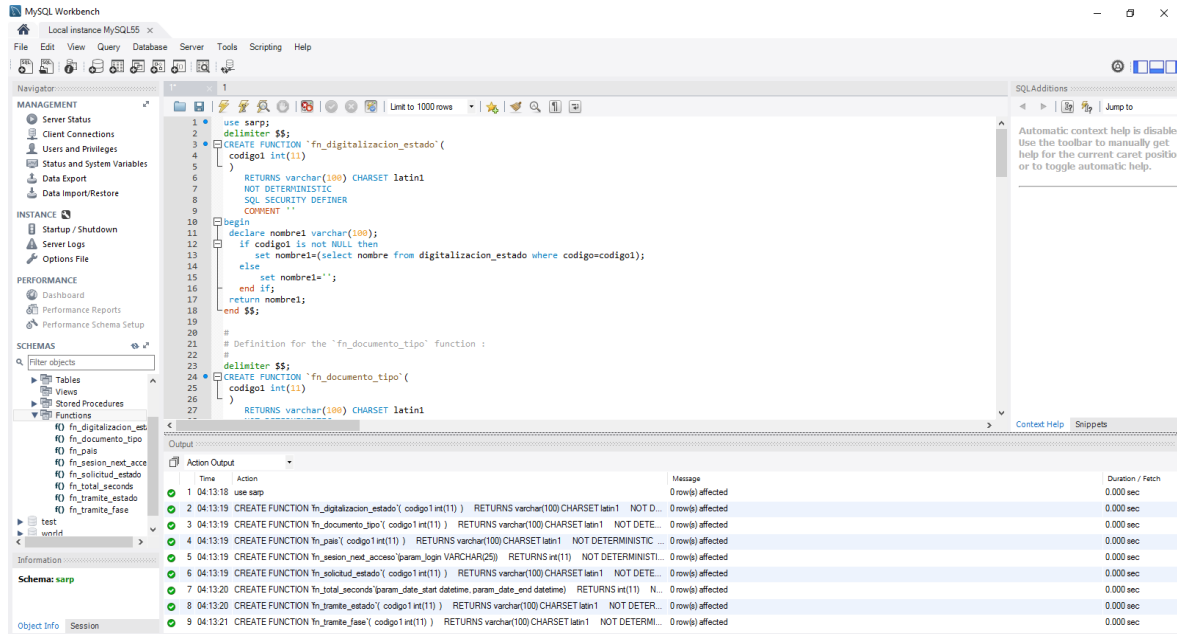 MySQL Workbench
Local instance MySQL55 ×
File Edit View Query Database Server Tools Scripting Help
Navigator
MANAGEMENT
Server Status
Client Connections
Users and Privileges
Status and System Variables
Data Export
Data Import/Restore
INSTANCE
Startup / Shutdown
Server Logs
Options File
PERFORMANCE
Dashboard
Performance Reports
Performance Schema Setup
SCHEMAS
Filter objects
Tables
Views
Stored Procedures
Functions
f() fn_digitalizacion_est
f() fn_documento_tipo
f() fn_pais
f() fn_sesion_next_acce
f() fn_solicitud_estado
f() fn_total_seconds
f() fn_tramite_estado
f() fn_tramite_fase
test
world
Information
Schema: sarp
Object Info Session
1* × 1
Limit to 1000 rows
1 use sarp;
2 delimiter $$;
3 CREATE FUNCTION `fn_digitalizacion_estado`(
4 codigo1 int(11)
5 )
6 RETURNS varchar(100) CHARSET latin1
7 NOT DETERMINISTIC
8 SQL SECURITY DEFINER
9 COMMENT ''
10 begin
11 declare nombre1 varchar(100);
12 if codigo1 is not NULL then
13 set nombre1=(select nombre from digitalizacion_estado where codigo=codigo1);
14 else
15 set nombre1='';
16 end if;
17 return nombre1;
18 end $$;
19
20 #
21 # Definition for the `fn_documento_tipo` function :
22 #
23 delimiter $$;
24 CREATE FUNCTION `fn_documento_tipo`(
25 codigo1 int(11)
26 )
27 RETURNS varchar(100) CHARSET latin1
SQLAdditions
Jump to
Automatic context help is disable
Use the toolbar to manually get
help for the current caret positio
or to toggle automatic help.
Context Help Snippets
Output
Action Output
Time Action Message Duration / Fetch
1 04:13:18 use sarp 0 row(s) affected 0.000 sec
2 04:13:19 CREATE FUNCTION `fn_digitalizacion_estado`( codigo1 int(11) ) RETURNS varchar(100) CHARSET latin1 NOT D... 0 row(s) affected 0.000 sec
3 04:13:19 CREATE FUNCTION `fn_documento_tipo`( codigo1 int(11) ) RETURNS varchar(100) CHARSET latin1 NOT DETE... 0 row(s) affected 0.000 sec
4 04:13:19 CREATE FUNCTION `fn_pais`( codigo1 int(11) ) RETURNS varchar(100) CHARSET latin1 NOT DETERMINISTIC ... 0 row(s) affected 0.000 sec
5 04:13:19 CREATE FUNCTION `fn_sesion_next_acceso`(param_login VARCHAR(25)) RETURNS int(11) NOT DETERMINISTI... 0 row(s) affected 0.000 sec
6 04:13:19 CREATE FUNCTION `fn_solicitud_estado`( codigo1 int(11) ) RETURNS varchar(100) CHARSET latin1 NOT DETE... 0 row(s) affected 0.000 sec
7 04:13:20 CREATE FUNCTION `fn_total_seconds`(param_date_start datetime, param_date_end datetime) RETURNS int(11) N... 0 row(s) affected 0.000 sec
8 04:13:20 CREATE FUNCTION `fn_tramite_estado`( codigo1 int(11) ) RETURNS varchar(100) CHARSET latin1 NOT DETER... 0 row(s) affected 0.000 sec
9 04:13:21 CREATE FUNCTION `fn_tramite_fase`( codigo1 int(11) ) RETURNS varchar(100) CHARSET latin1 NOT DETERMI... 0 row(s) affected 0.000 sec